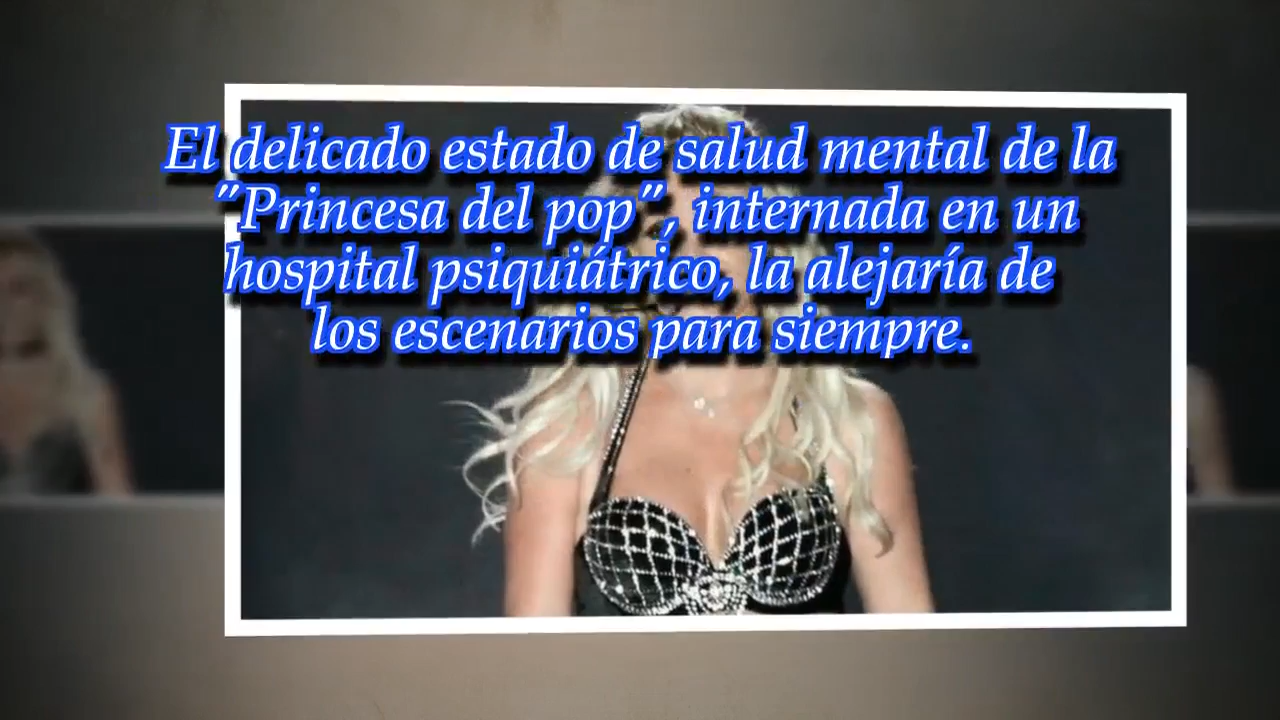 El delicado estado de salud mental de la
"Princesa del pop", internada en un
hospital psiquiátrico, la alejaría de
los escenarios para siempre.